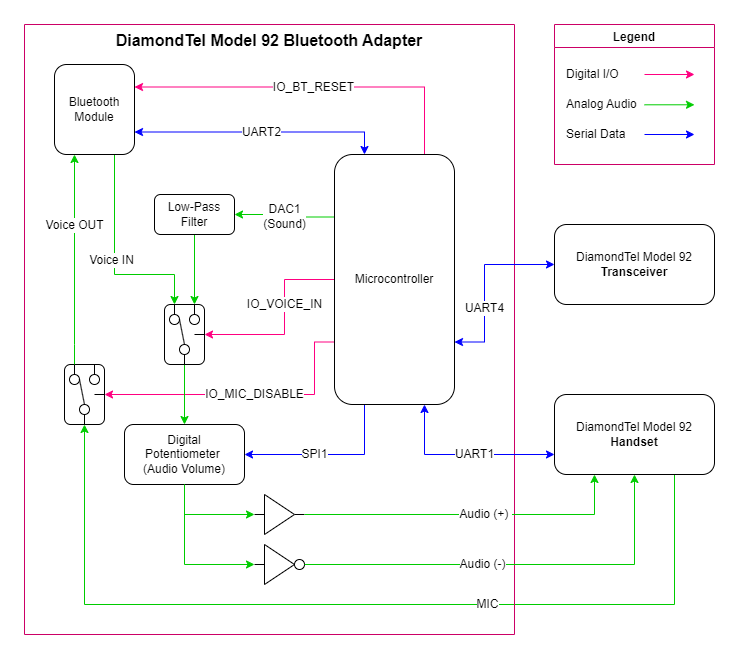 DiamondTel Model 92 Bluetooth Adapter
Legend
Digital I/O
Analog Audio
Serial Data
Bluetooth
Module
IO_BT_RESET
UART2
Low-Pass
Filter
DAC1
(Sound)
Voice OUT
Voice IN
Microcontroller
IO_VOICE_IN
DiamondTel Model 92
Transceiver
UART4
IO_MIC_DISABLE
Digital
Potentiometer
(Audio Volume)
SPI1
UART1
DiamondTel Model 92
Handset
Audio (+)
Audio (-)
MIC